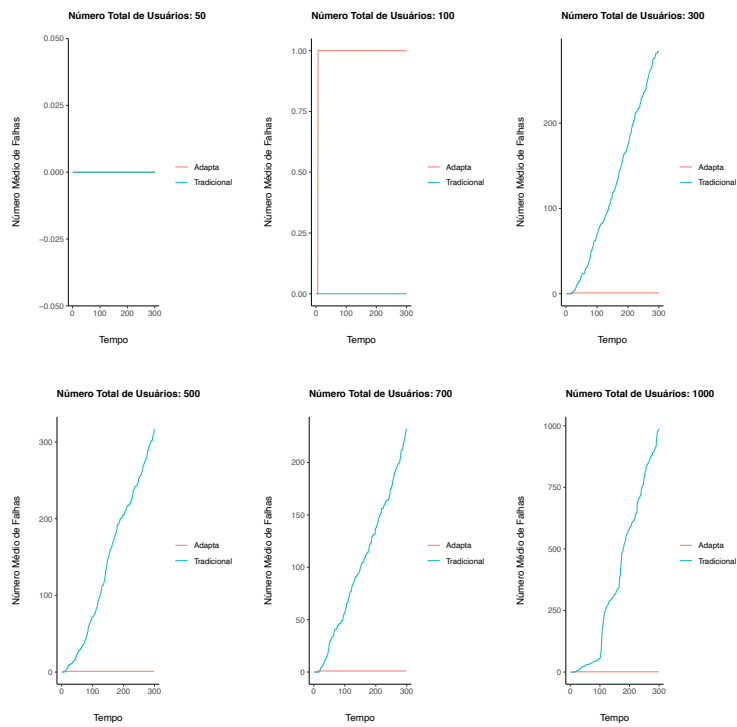 Número Total de Usuários: 50
0.050
0.025
0.000
−0.025
−0.050
0
100
200
300
Número Médio de Falhas
Tempo
Adapta
Tradicional
Número Total de Usuários: 100
1.00
0.75
0.50
0.25
0.00
0
100
200
300
Número Médio de Falhas
Tempo
Adapta
Tradicional
Número Total de Usuários: 300
200
100
0
0
100
200
300
Número Médio de Falhas
Tempo
Adapta
Tradicional
Número Total de Usuários: 500
300
200
100
0
0
100
200
300
Número Médio de Falhas
Tempo
Adapta
Tradicional
Número Total de Usuários: 700
200
150
100
50
0
0
100
200
300
Número Médio de Falhas
Tempo
Adapta
Tradicional
Número Total de Usuários: 1000
1000
750
500
250
0
0
100
200
300
Número Médio de Falhas
Tempo
Adapta
Tradicional